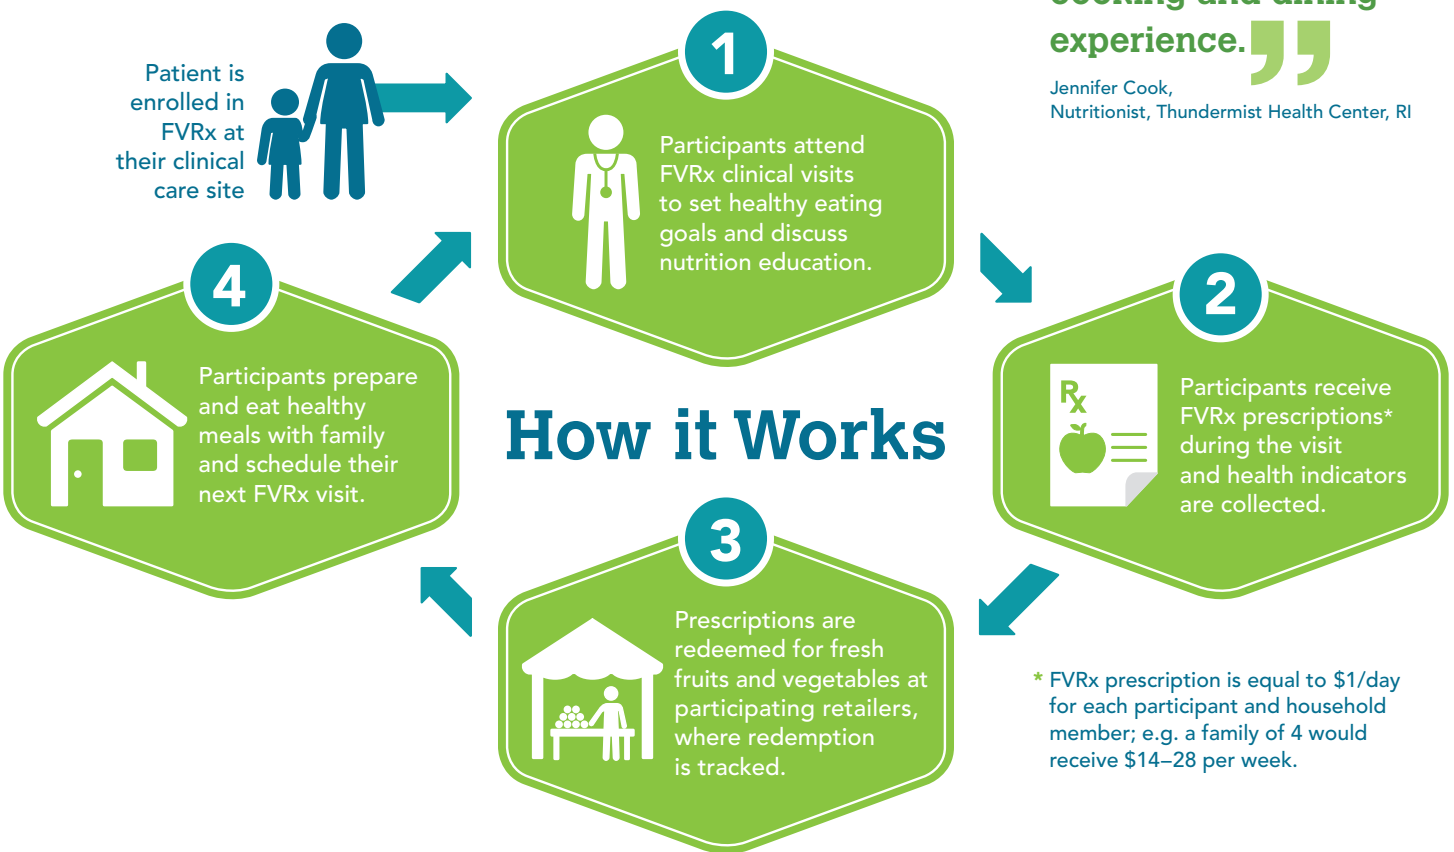 cooking and dining
experience.”
Jennifer Cook,
Nutritionist, Thundermist Health Center, RI
Patient is
enrolled in
FVRx at
their clinical
care site
1
Participants attend
FVRx clinical visits
to set healthy eating
goals and discuss
nutrition education.
2
Rx
Participants receive
FVRx prescriptions*
during the visit
and health indicators
are collected.
How it Works
3
Prescriptions are
redeemed for fresh
fruits and vegetables at
participating retailers,
where redemption
is tracked.
4
Participants prepare
and eat healthy
meals with family
and schedule their
next FVRx visit.
* FVRx prescription is equal to $1/day
for each participant and household
member; e.g. a family of 4 would
receive $14–28 per week.